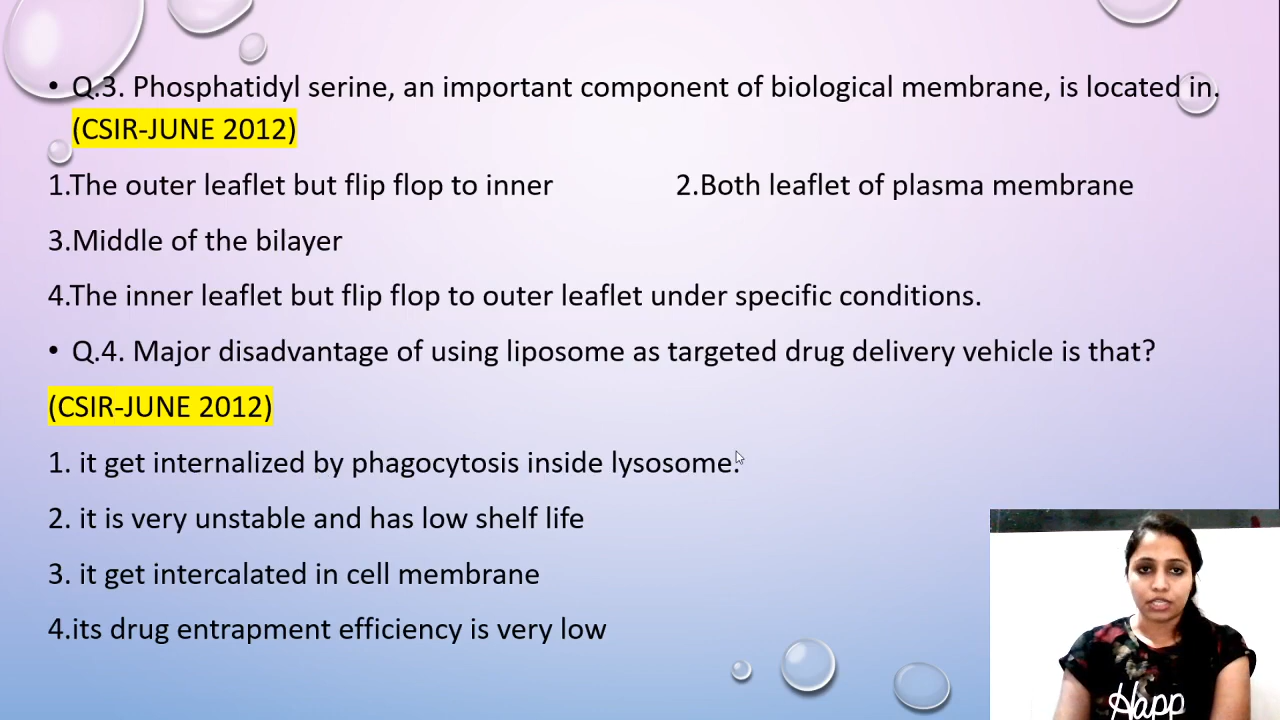 • Q.3. Phosphatidyl serine, an important component of biological membrane, is located in.
(CSIR-JUNE 2012)
1.The outer leaflet but flip flop to inner 2.Both leaflet of plasma membrane
3.Middle of the bilayer
4.The inner leaflet but flip flop to outer leaflet under specific conditions.
• Q.4. Major disadvantage of using liposome as targeted drug delivery vehicle is that?
(CSIR-JUNE 2012)
1. it get internalized by phagocytosis inside lysosome.
2. it is very unstable and has low shelf life
3. it get intercalated in cell membrane
4.its drug entrapment efficiency is very low
Happ